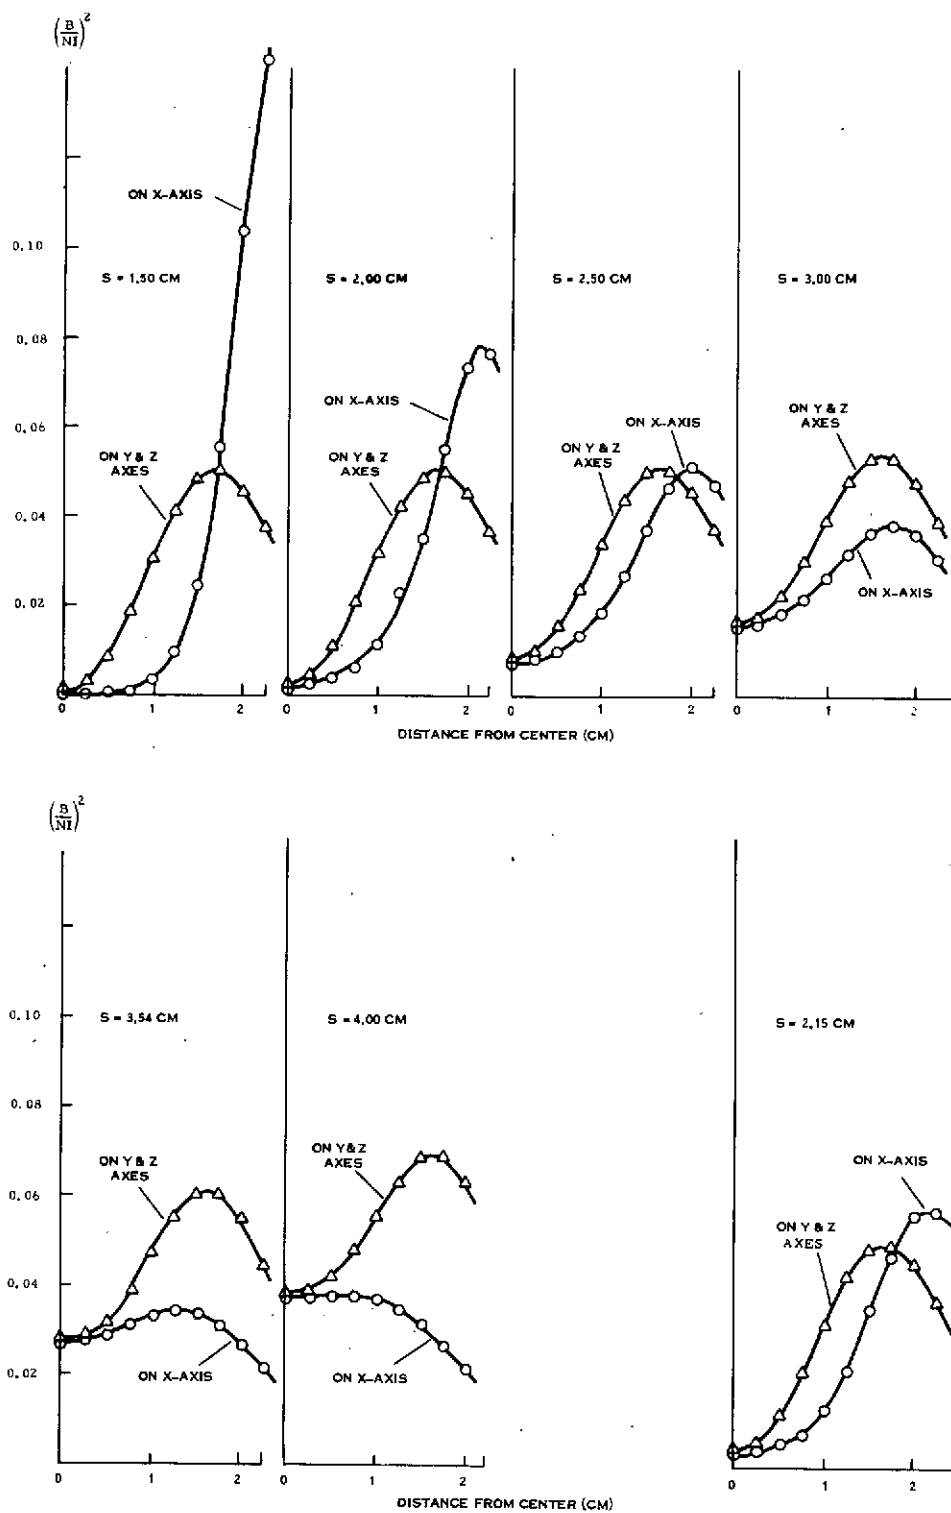 (B/NI)²
ON X-AXIS
0.10
S = 1,50 CM
S = 2,00 CM
S = 2,50 CM
S = 3,00 CM
0.08
ON X-AXIS
0.06
ON Y & Z
AXES
ON Y & Z
AXES
ON Y & Z
AXES
ON X-AXIS
ON Y & Z
AXES
0.04
ON X-AXIS
0.02
0 1 2 0 1 2 0 1 2 0 1 2
DISTANCE FROM CENTER (CM)
(B/NI)²
0.10
S = 3,54 CM
S = 4,00 CM
S = 2,15 CM
0.08
ON Y & Z
AXES
ON Y & Z
AXES
ON X-AXIS
0.06
ON Y & Z
AXES
0.04
0.02
ON X-AXIS
ON X-AXIS
0 1 2 0 1 2 0 1 2
DISTANCE FROM CENTER (CM)